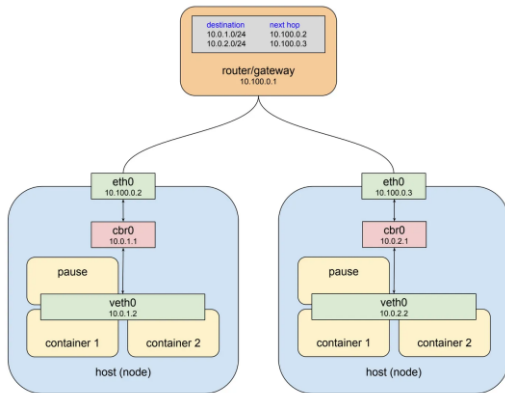 destination next hop
10.0.1.0/24 10.100.0.2
10.0.2.0/24 10.100.0.3
router/gateway
10.100.0.1
eth0
10.100.0.2
cbr0
10.0.1.1
pause
veth0
10.0.1.2
container 1
container 2
host (node)
eth0
10.100.0.3
cbr0
10.0.2.1
pause
veth0
10.0.2.2
container 1
container 2
host (node)